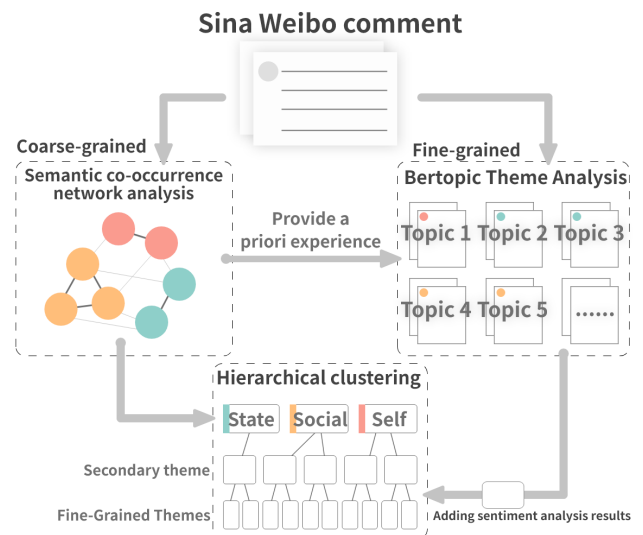 Sina Weibo comment
Coarse-grained
Semantic co-occurrence
network analysis
Provide a
priori experience
Fine-grained
Bertopic Theme Analysis
Topic 1 Topic 2 Topic 3
Topic 4 Topic 5 ......
Hierarchical clustering
State Social Self
Secondary theme
Fine-Grained Themes
Adding sentiment analysis results